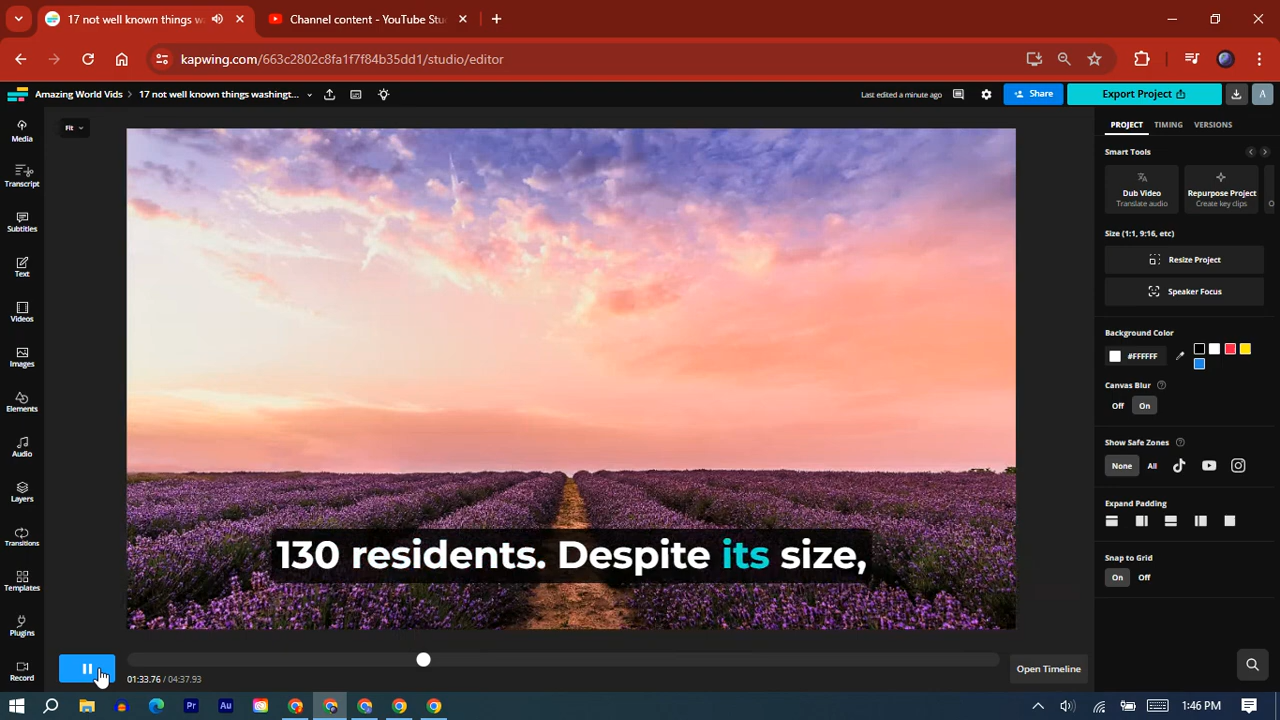 17 not well known things wa
Channel content - YouTube Stu
kapwing.com/663c2802c8fa1f7f84b35dd1/studio/editor
Amazing World Vids
17 not well known things washingt...
Last edited a minute ago
Share
Export Project
A
Fit
Media
Transcript
Subtitles
Text
Videos
Images
Elements
Audio
Layers
Transitions
Templates
Plugins
Record
130 residents. Despite its size,
01:33.76 / 04:37.93
Open Timeline
PROJECT
TIMING
VERSIONS
Smart Tools
Dub Video
Translate audio
Repurpose Project
Create key clips
Size (1:1, 9:16, etc)
Resize Project
Speaker Focus
Background Color
#FFFFFF
Canvas Blur
Off
On
Show Safe Zones
None
All
Expand Padding
Snap to Grid
On
Off
Pr
Au
1:46 PM